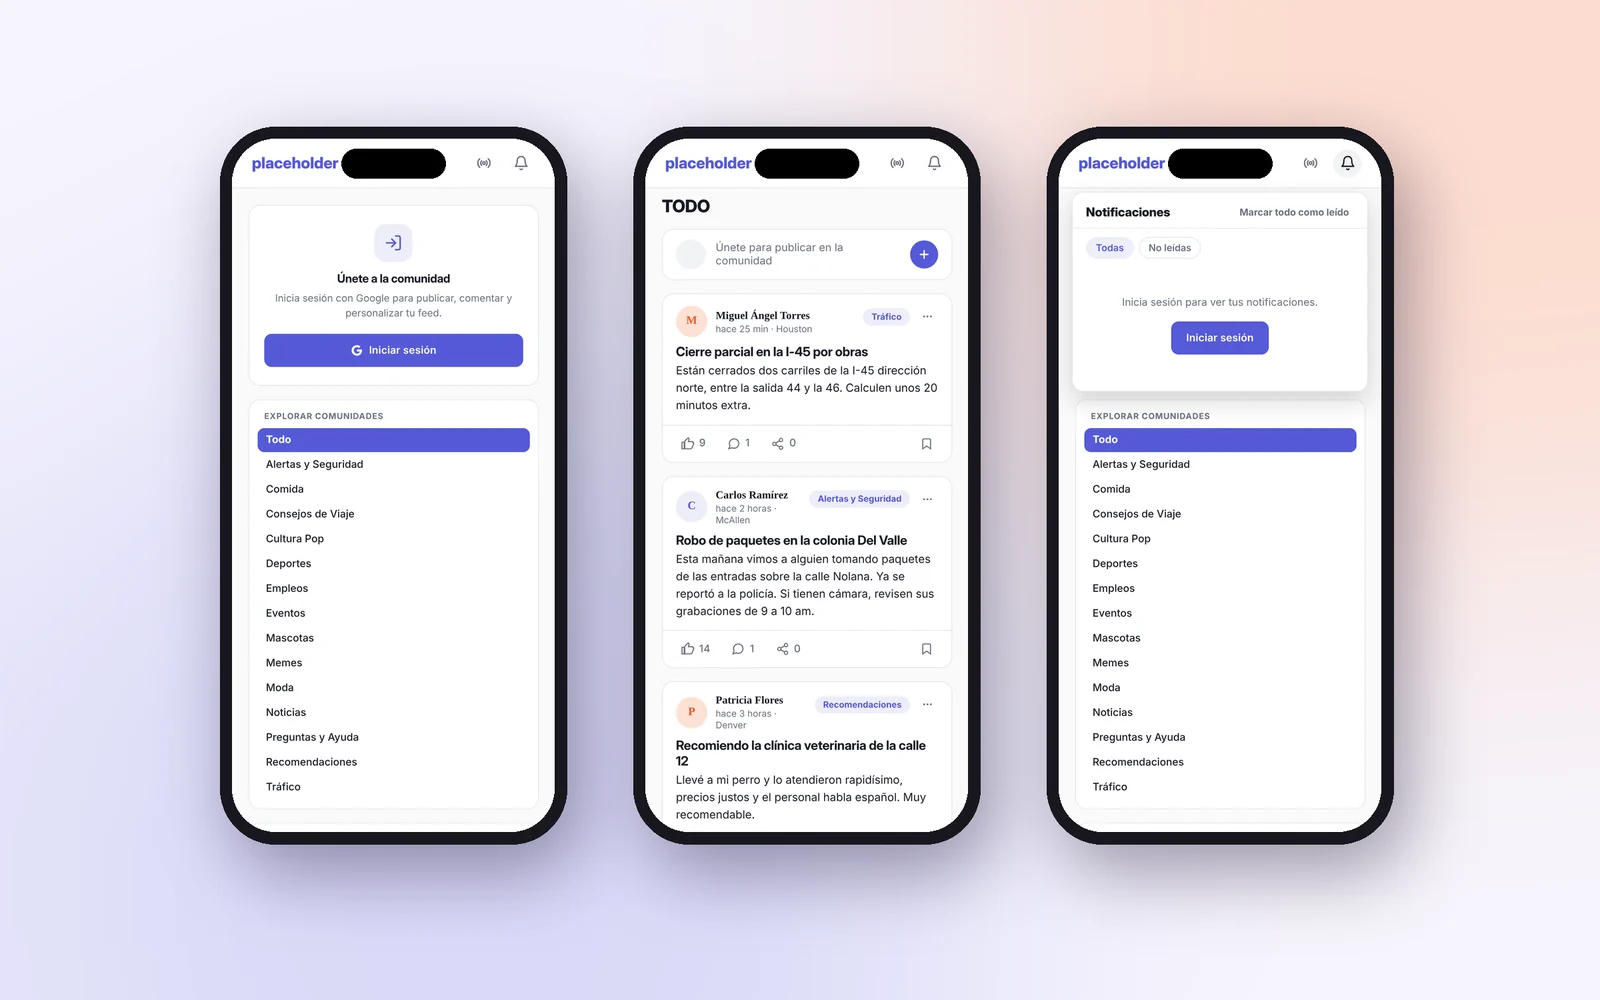 placeholder
Únete a la comunidad
Inicia sesión con Google para publicar, comentar y
personalizar tu feed.
G Iniciar sesión
EXPLORAR COMUNIDADES
Todo
Alertas y Seguridad
Comida
Consejos de Viaje
Cultura Pop
Deportes
Empleos
Eventos
Mascotas
Memes
Moda
Noticias
Preguntas y Ayuda
Recomendaciones
Tráfico
placeholder
TODO
Únete para publicar en la
comunidad
M
Miguel Ángel Torres
hace 25 min · Houston
Tráfico
Cierre parcial en la I-45 por obras
Están cerrados dos carriles de la I-45 dirección
norte, entre la salida 44 y la 46. Calculen unos 20
minutos extra.
9 1 0
C
Carlos Ramírez
hace 2 horas ·
McAllen
Alertas y Seguridad
Robo de paquetes en la colonia Del Valle
Esta mañana vimos a alguien tomando paquetes
de las entradas sobre la calle Nolana. Ya se
reportó a la policía. Si tienen cámara, revisen sus
grabaciones de 9 a 10 am.
14 1 0
P
Patricia Flores
hace 3 horas ·
Denver
Recomendaciones
Recomiendo la clínica veterinaria de la calle
12
Llevé a mi perro y lo atendieron rapidísimo,
precios justos y el personal habla español. Muy
recomendable.
placeholder
Notificaciones
Marcar todo como leído
Todas
No leídas
Inicia sesión para ver tus notificaciones.
Iniciar sesión
EXPLORAR COMUNIDADES
Todo
Alertas y Seguridad
Comida
Consejos de Viaje
Cultura Pop
Deportes
Empleos
Eventos
Mascotas
Memes
Moda
Noticias
Preguntas y Ayuda
Recomendaciones
Tráfico